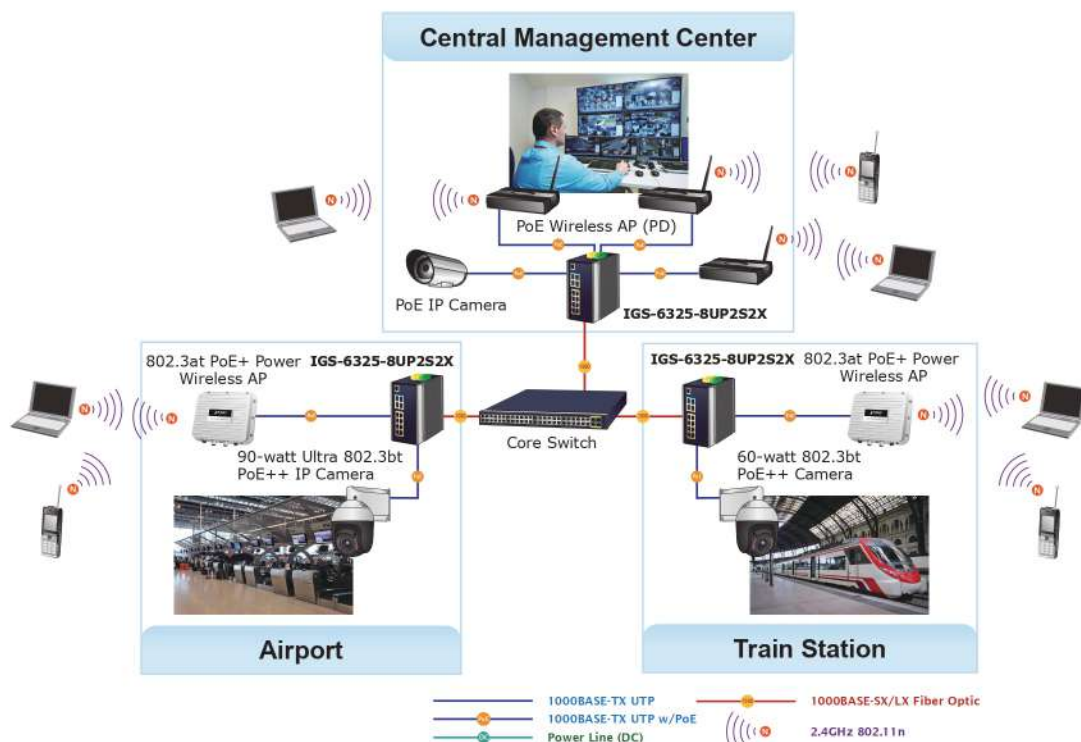 Central Management Center
PoE Wireless AP (PD)
PoE IP Camera
IGS-6325-8UP2S2X
802.3at PoE+ Power
Wireless AP
IGS-6325-8UP2S2X
Core Switch
90-watt Ultra 802.3bt
PoE++ IP Camera
Airport
IGS-6325-8UP2S2X
802.3at PoE+ Power
Wireless AP
60-watt 802.3bt
PoE++ Camera
Train Station
1000BASE-TX UTP
PoE
1000BASE-TX UTP w/PoE
DC
Power Line (DC)
1000BASE-SX/LX Fiber Optic
N
2.4GHz 802.11n